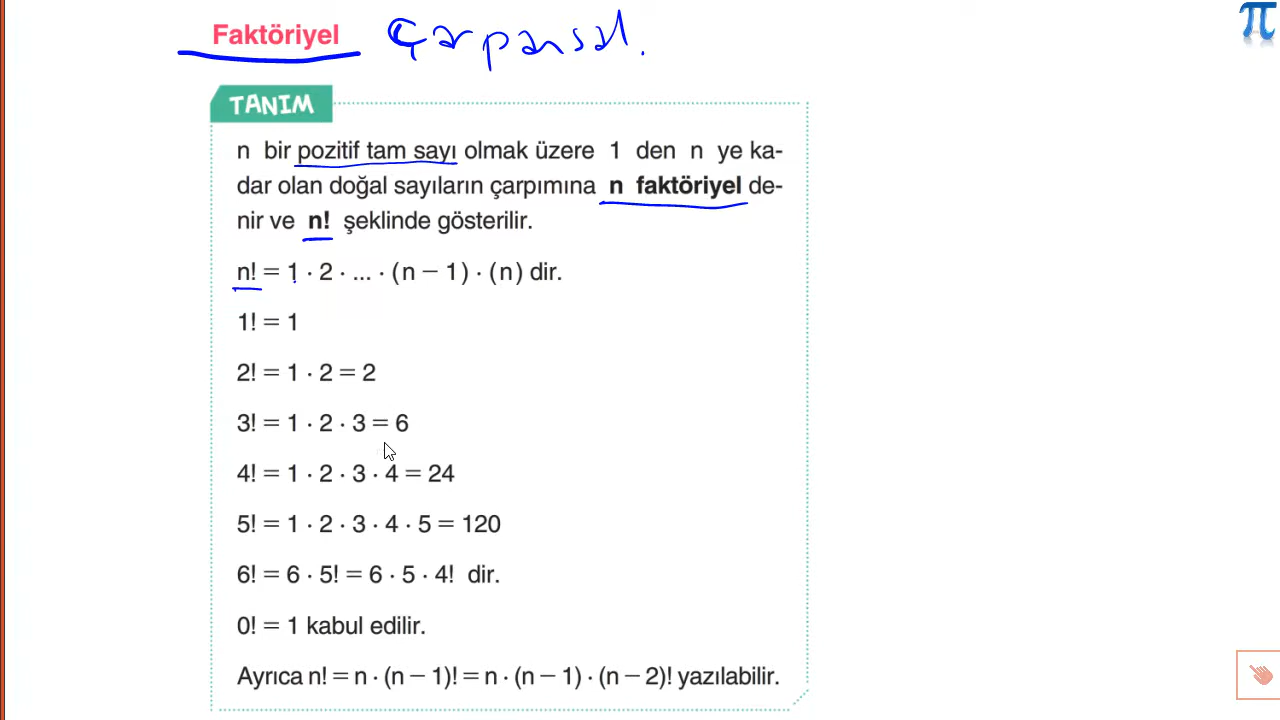 Faktöriyel Çarpansal.
TANIM
n bir pozitif tam sayı olmak üzere 1 den n ye ka-
dar olan doğal sayıların çarpımına n faktöriyel de-
nir ve n! şeklinde gösterilir.
n! = 1 · 2 · ... · (n − 1) · (n) dir.
1! = 1
2! = 1 · 2 = 2
3! = 1 · 2 · 3 = 6
4! = 1 · 2 · 3 · 4 = 24
5! = 1 · 2 · 3 · 4 · 5 = 120
6! = 6 · 5! = 6 · 5 · 4! dir.
0! = 1 kabul edilir.
Ayrıca n! = n · (n − 1)! = n · (n − 1) · (n − 2)! yazılabilir.
π